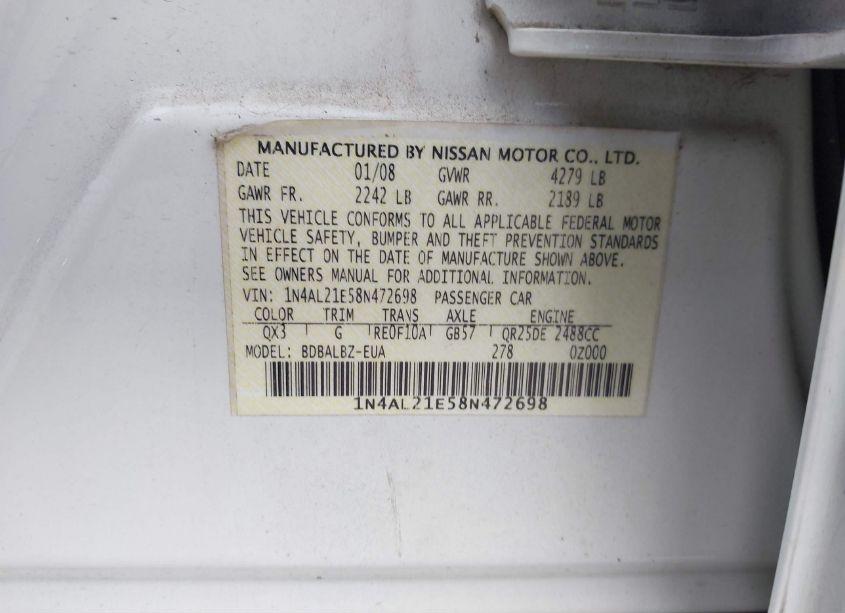 MANUFACTURED BY NISSAN MOTOR CO., LTD.
DATE 01/08 GVWR 4279 LB
GAWR FR. 2242 LB GAWR RR. 2189 LB
THIS VEHICLE CONFORMS TO ALL APPLICABLE FEDERAL MOTOR
VEHICLE SAFETY, BUMPER AND THEFT PREVENTION STANDARDS
IN EFFECT ON THE DATE OF MANUFACTURE SHOWN ABOVE.
SEE OWNERS MANUAL FOR ADDITIONAL INFORMATION.
VIN: 1N4AL21E58N472698 PASSENGER CAR
COLOR TRIM TRANS AXLE ENGINE
QX3 G RE0F10A GB57 QR25DE 2488CC
MODEL: BDBALBZ-EUA 278 0Z000
1N4AL21E58N472698